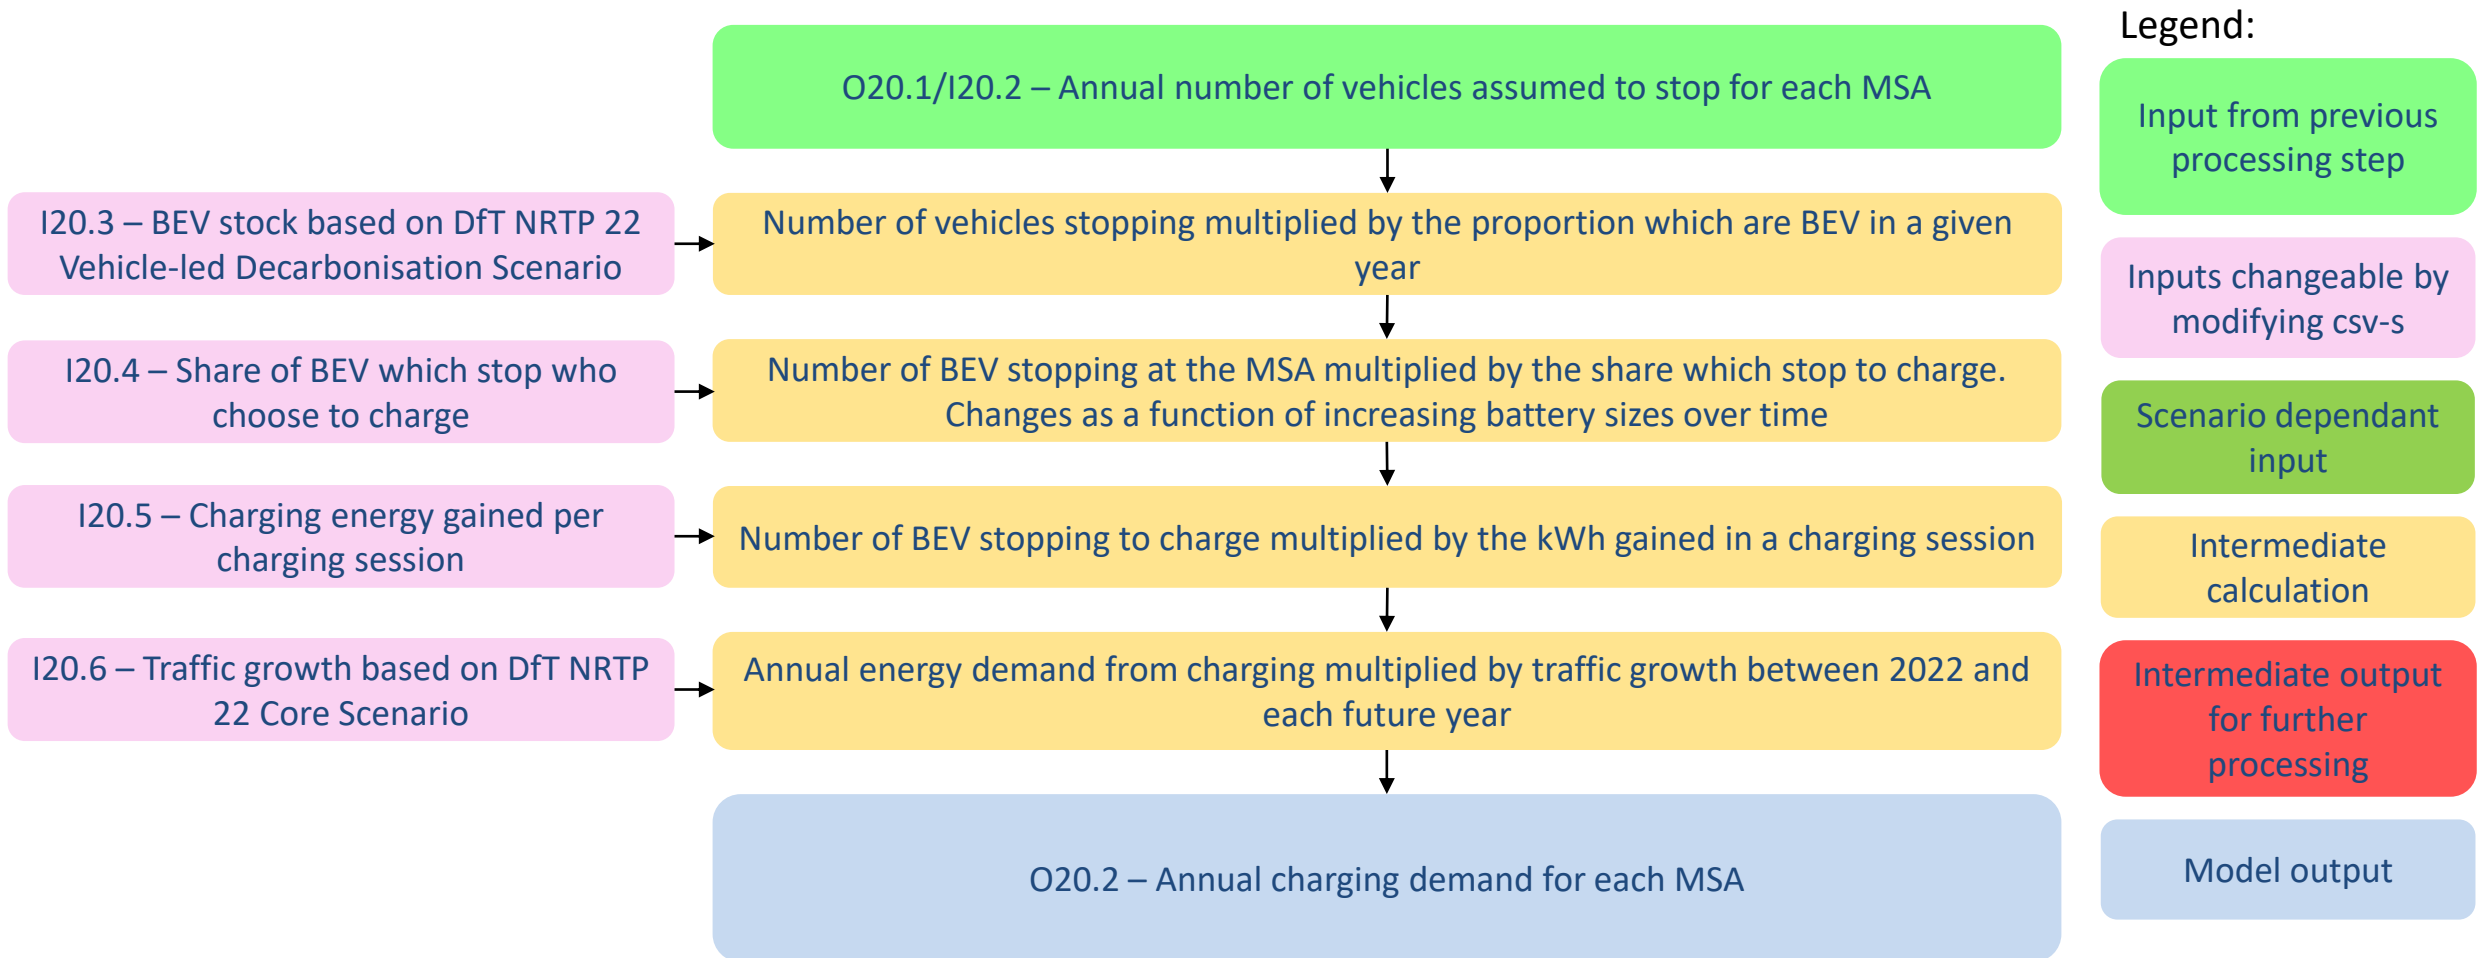 Legend:
O20.1/I20.2 – Annual number of vehicles assumed to stop for each MSA
Input from previous
processing step
I20.3 – BEV stock based on DfT NRTP 22
Vehicle-led Decarbonisation Scenario
Number of vehicles stopping multiplied by the proportion which are BEV in a given
year
Inputs changeable by
modifying csv-s
I20.4 – Share of BEV which stop who
choose to charge
Number of BEV stopping at the MSA multiplied by the share which stop to charge.
Changes as a function of increasing battery sizes over time
Scenario dependant
input
I20.5 – Charging energy gained per
charging session
Number of BEV stopping to charge multiplied by the kWh gained in a charging session
Intermediate
calculation
I20.6 – Traffic growth based on DfT NRTP
22 Core Scenario
Annual energy demand from charging multiplied by traffic growth between 2022 and
each future year
Intermediate output
for further
processing
O20.2 – Annual charging demand for each MSA
Model output